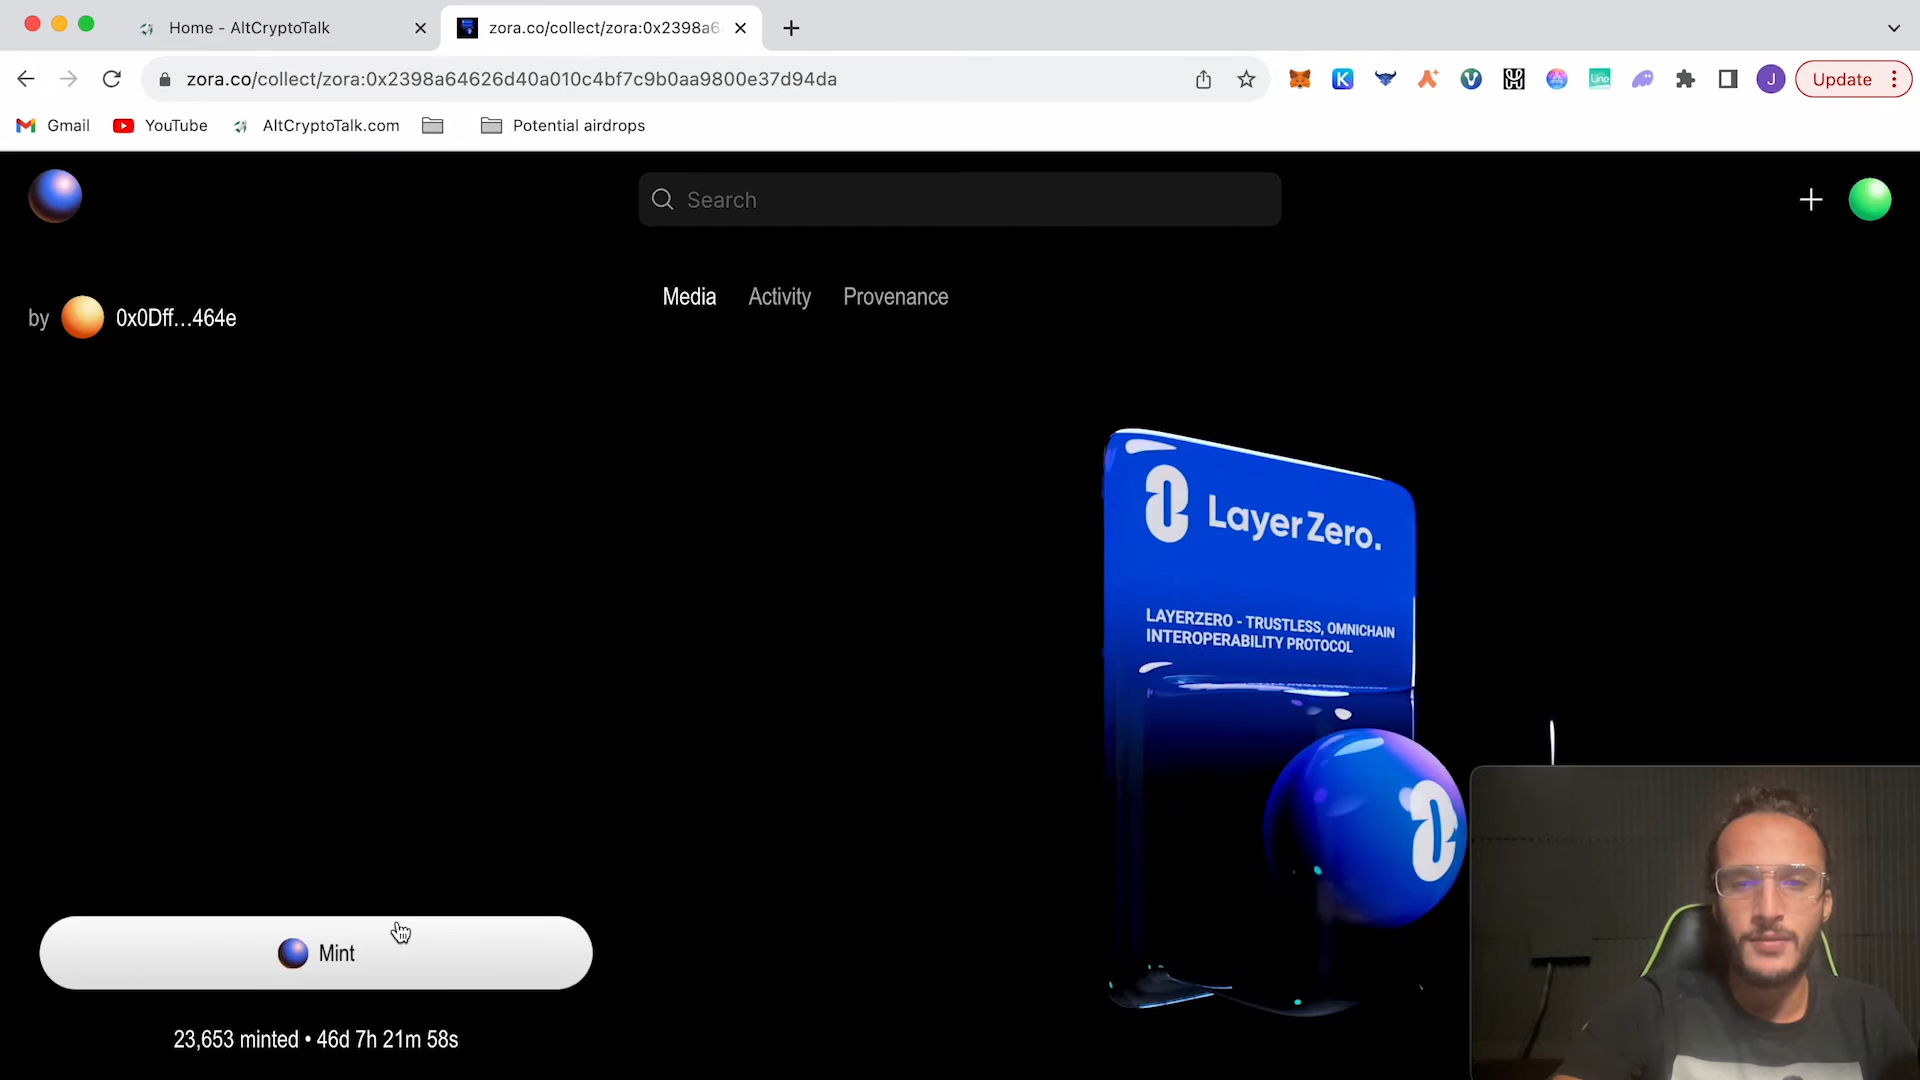 Home - AltCryptoTalk
zora.co/collect/zora:0x2398a6
zora.co/collect/zora:0x2398a64626d40a010c4bf7c9b0aa9800e37d94da
J
Update
Gmail
YouTube
AltCryptoTalk.com
Potential airdrops
Search
Media
Activity
Provenance
by
0x0Dff...464e
LayerZero.
LAYERZERO - TRUSTLESS, OMNICHAIN
INTEROPERABILITY PROTOCOL
Mint
23,653 minted • 46d 7h 21m 58s